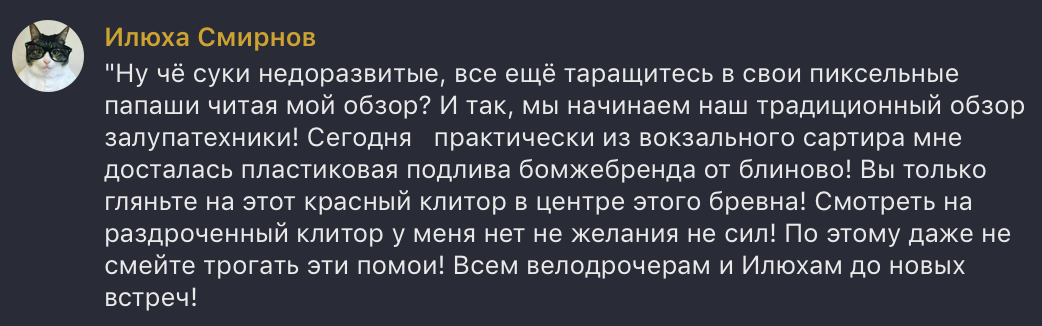 Илюха Смирнов
"Ну чё суки недоразвитые, все ещё таращитесь в свои пиксельные
папаши читая мой обзор? И так, мы начинаем наш традиционный обзор
залупатехники! Сегодня   практически из вокзального сартира мне
досталась пластиковая подлива бомжебренда от блиново! Вы только
гляньте на этот красный клитор в центре этого бревна! Смотреть на
раздроченный клитор у меня нет не желания не сил! По этому даже не
смейте трогать эти помои! Всем велодрочерам и Илюхам до новых
встреч!